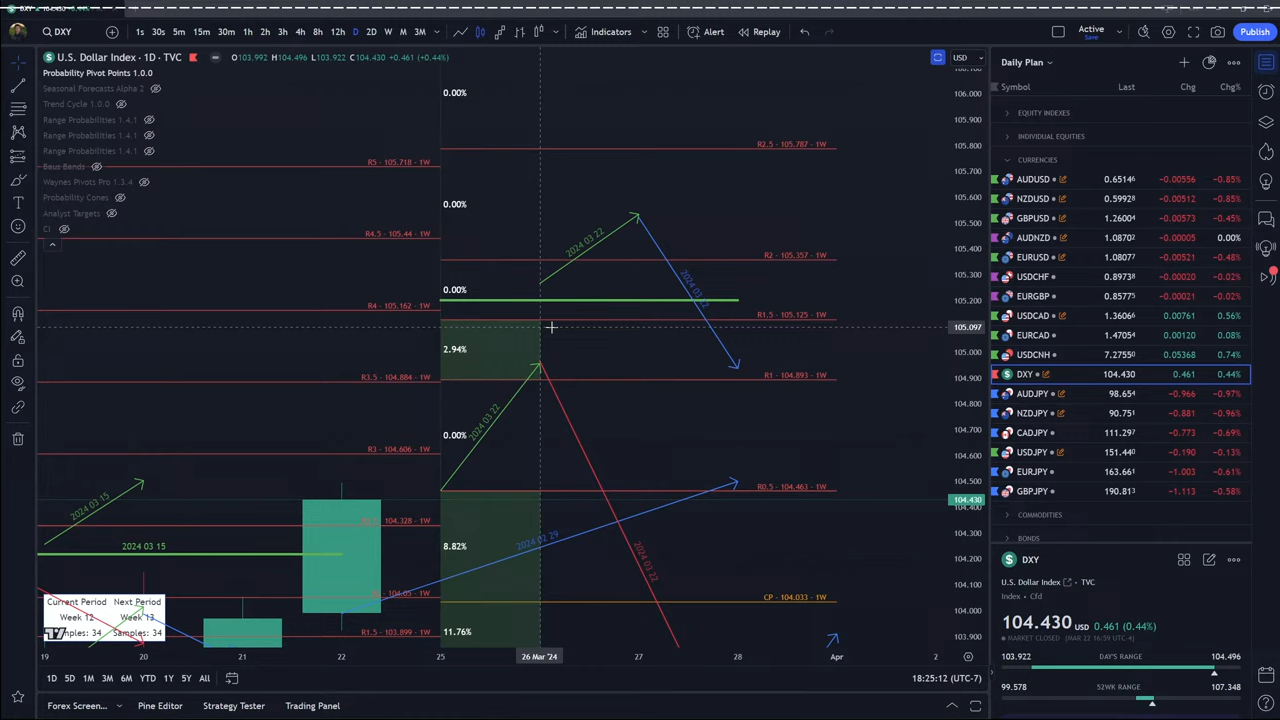 DXY
1s 30s 5m 15m 30m 1h 2h 3h 4h 8h 12h D 2D W M 3M
Indicators
Alert
Replay
Active
Save
Publish
U.S. Dollar Index · 1D · TVC
O103.992 H104.496 L103.922 C104.430 +0.461 (+0.44%)
Probability Pivot Points 1.0.0
Seasonal Forecasts Alpha 2
Trend Cycle 1.0.0
Range Probabilities 1.4.1
Range Probabilities 1.4.1
Range Probabilities 1.4.1
Beus Bands
Waynes Pivots Pro 1.3.4
Probability Cones
Analyst Targets
CI
R5 - 105.718 - 1W
R4.5 - 105.44 - 1W
R4 - 105.162 - 1W
R3.5 - 104.884 - 1W
R3 - 104.606 - 1W
104.328 - 1W
104.05 - 1W
R1.5 - 103.899 - 1W
2024 03 15
2024 03 15
Current Period Next Period
Week 12 Week 13
Samples: 34
0.00%
0.00%
0.00%
2.94%
0.00%
8.82%
11.76%
R2.5 - 105.787 - 1W
R2 - 105.357 - 1W
R1.5 - 105.125 - 1W
R1 - 104.893 - 1W
R0.5 - 104.463 - 1W
CP - 104.033 - 1W
2024 03 22
2024 03 22
2024 03 22
2024 02 29
2024 03 22
USD
106.000
105.900
105.800
105.700
105.600
105.500
105.400
105.300
105.200
105.097
105.000
104.900
104.800
104.700
104.600
104.500
104.430
104.400
104.300
104.200
104.100
104.000
103.900
19 20 21 22 25 26 Mar '24 27 28 Apr 2
1D 5D 1M 3M 6M YTD 1Y 5Y All
18:25:12 (UTC-7)
Forex Screen...
Pine Editor
Strategy Tester
Trading Panel
Daily Plan
Symbol Last Chg Chg%
EQUITY INDEXES
INDIVIDUAL EQUITIES
CURRENCIES
AUDUSD 0.65146 −0.00556 −0.85%
NZDUSD 0.59928 −0.00512 −0.85%
GBPUSD 1.26004 −0.00573 −0.45%
AUDNZD 1.08702 −0.00005 0.00%
EURUSD 1.08077 −0.00521 −0.48%
USDCHF 0.89738 −0.00020 −0.02%
EURGBP 0.85775 −0.00021 −0.02%
USDCAD 1.36066 0.00761 0.56%
EURCAD 1.47054 0.00120 0.08%
USDCNH 7.27550 0.05368 0.74%
DXY 104.430 0.461 0.44%
AUDJPY 98.654 −0.966 −0.97%
NZDJPY 90.751 −0.881 −0.96%
CADJPY 111.297 −0.773 −0.69%
USDJPY 151.440 −0.190 −0.13%
EURJPY 163.661 −1.003 −0.61%
GBPJPY 190.813 −1.113 −0.58%
COMMODITIES
BONDS
DXY
U.S. Dollar Index TVC
Index Cfd
104.430 USD 0.461 (0.44%)
MARKET CLOSED (MAR 22 16:59 UTC-4)
103.922 DAY'S RANGE 104.496
99.578 52WK RANGE 107.348